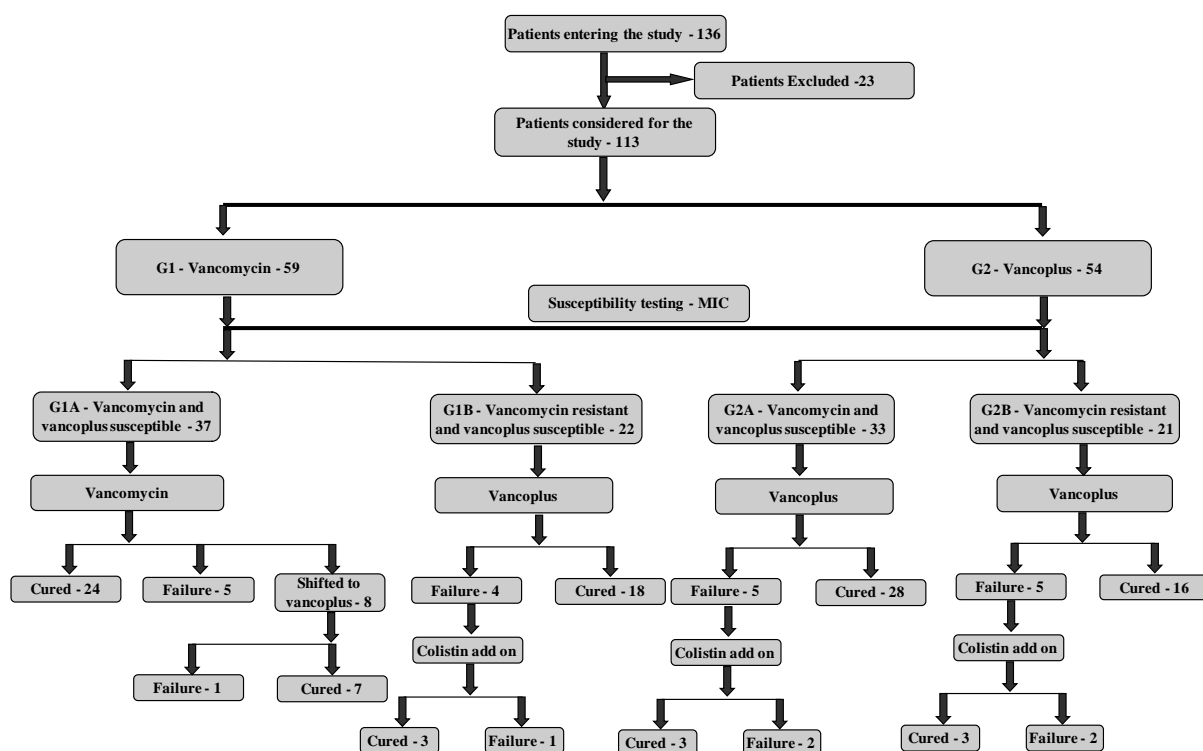 Patients entering the study - 136
Patients Excluded -23
Patients considered for the
study - 113
G1 - Vancomycin - 59
G2 - Vancoplus - 54
Susceptibility testing - MIC
G1A - Vancomycin and
vancoplus susceptible - 37
G1B - Vancomycin resistant
and vancoplus susceptible - 22
G2A - Vancomycin and
vancoplus susceptible - 33
G2B - Vancomycin resistant
and vancoplus susceptible - 21
Vancomycin
Vancoplus
Vancoplus
Vancoplus
Cured - 24
Failure - 5
Shifted to
vancoplus - 8
Failure - 4
Cured - 18
Failure - 5
Cured - 28
Failure - 5
Cured - 16
Failure - 1
Cured - 7
Colistin add on
Colistin add on
Colistin add on
Cured - 3
Failure - 1
Cured - 3
Failure - 2
Cured - 3
Failure - 2